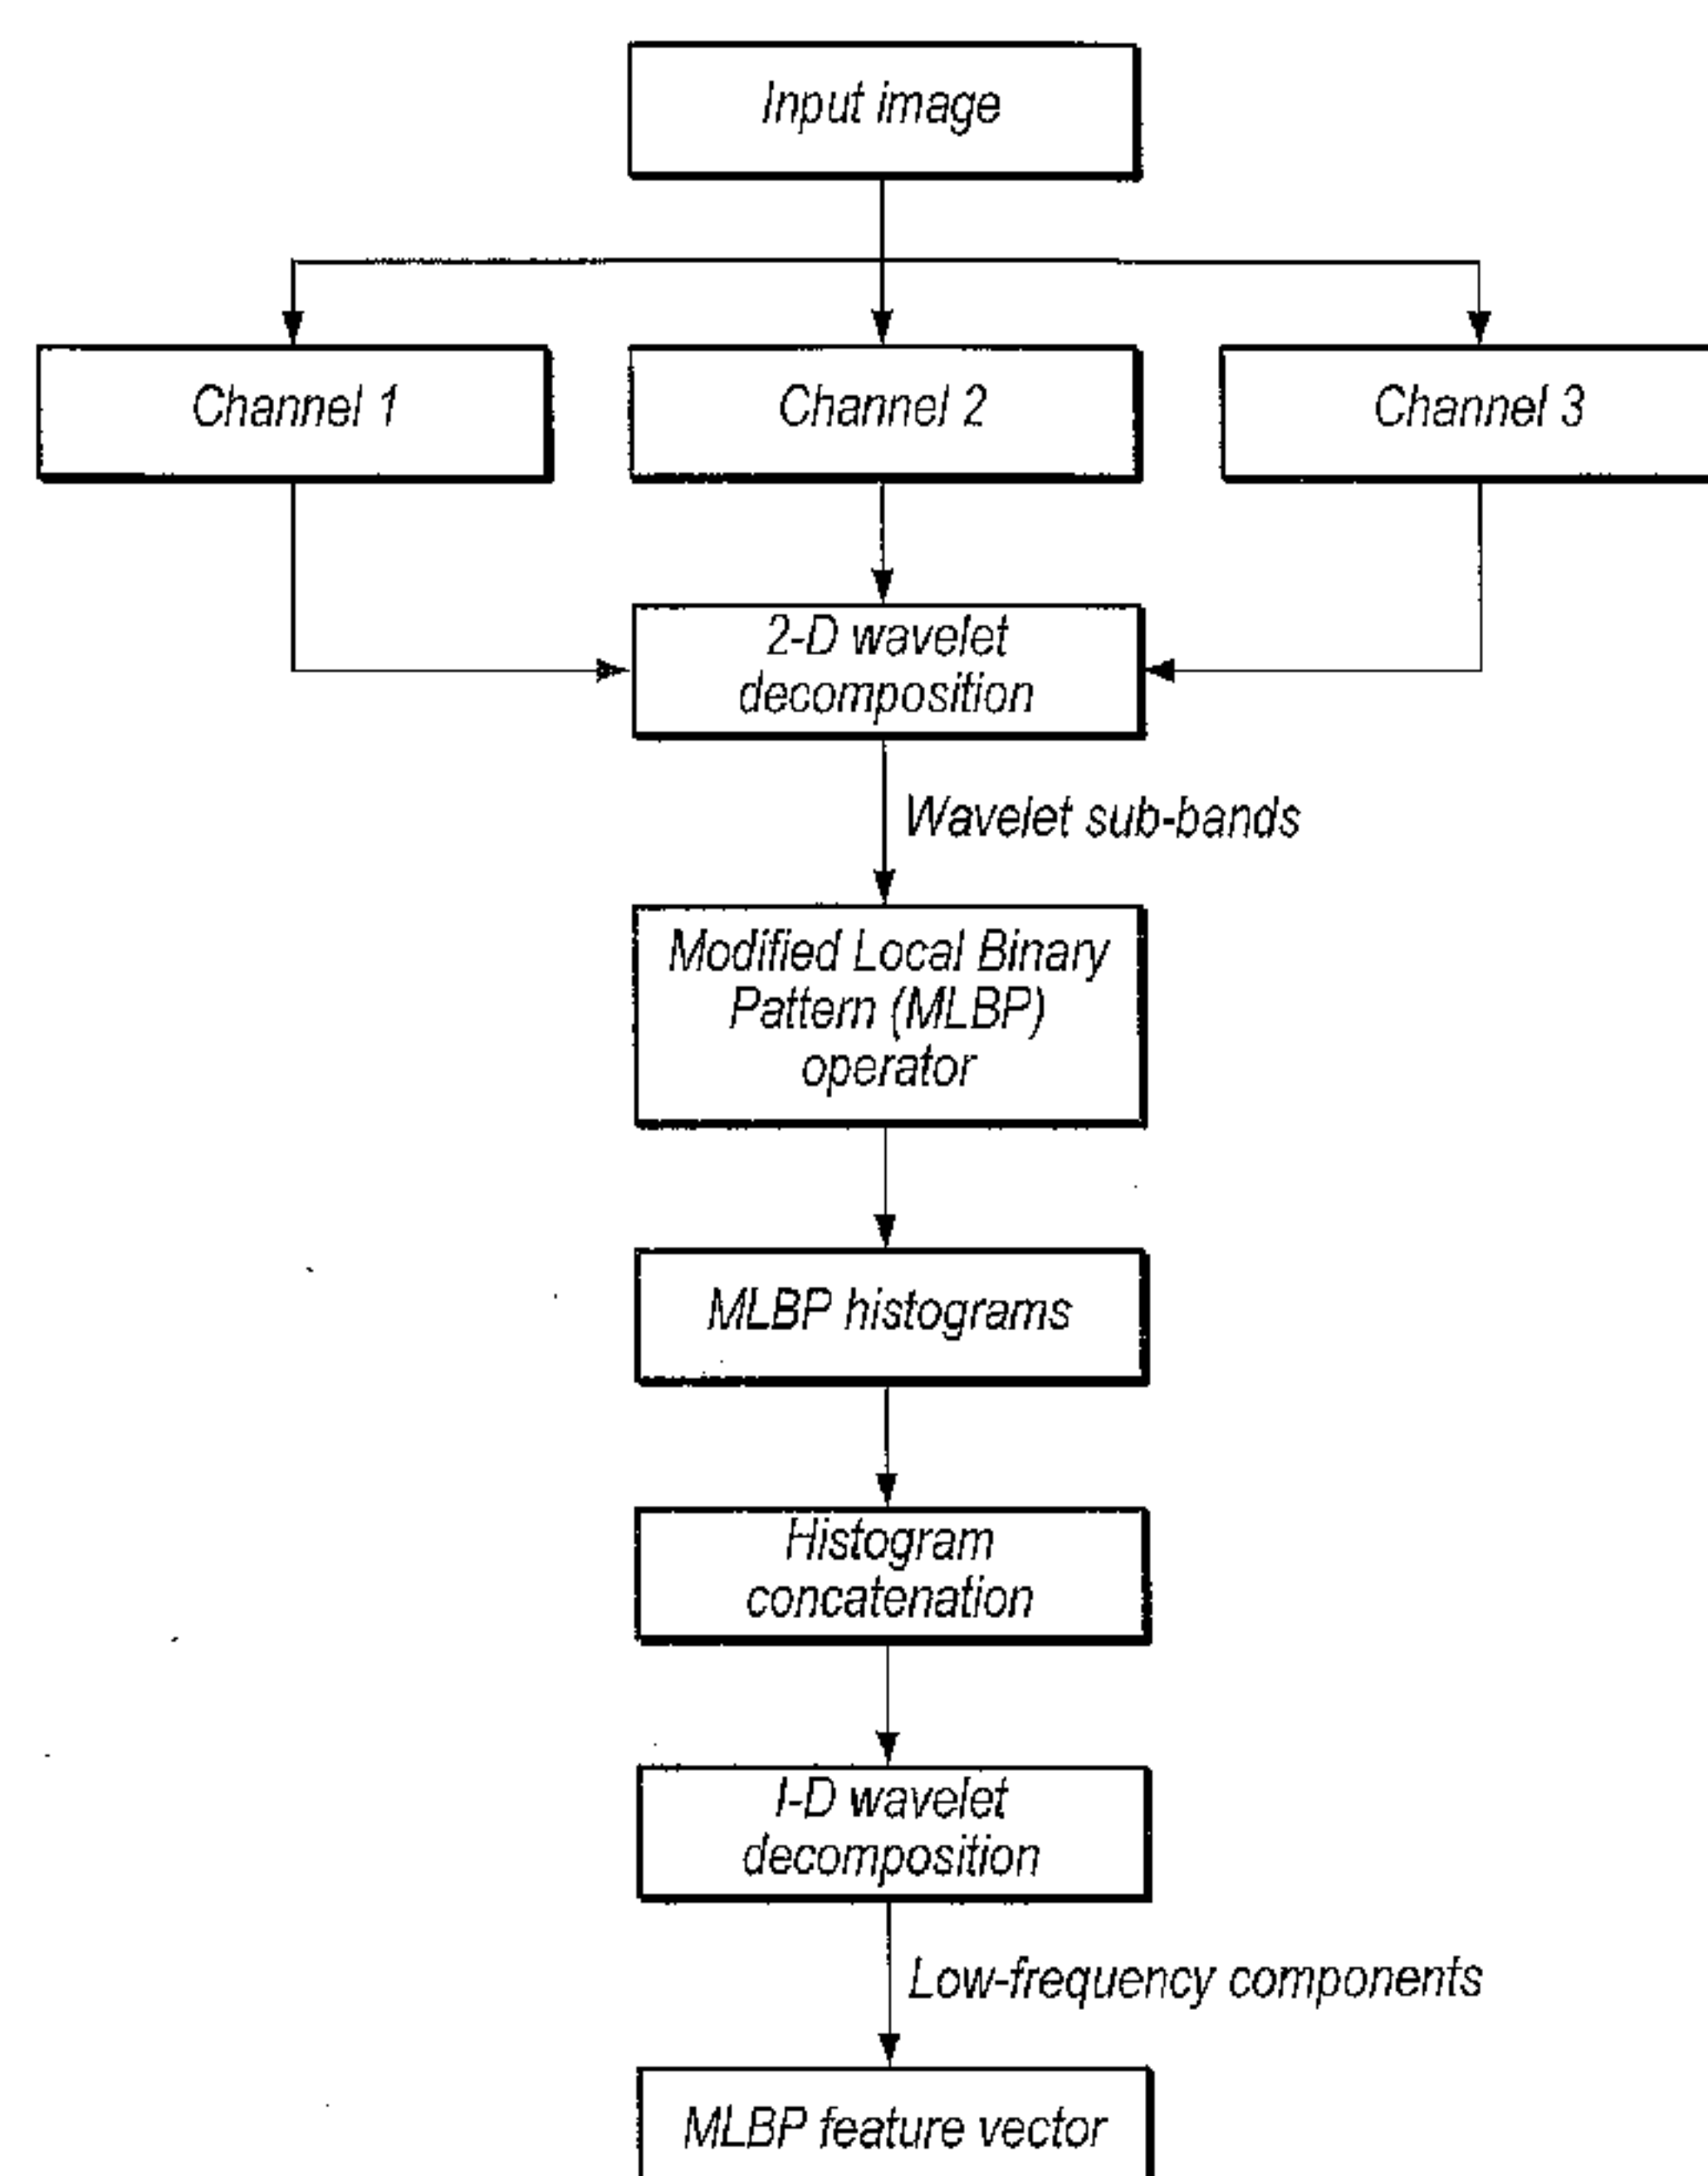 Input image
Channel 1
Channel 2
Channel 3
2-D wavelet
decomposition
Wavelet sub-bands
Modified Local Binary
Pattern (MLBP)
operator
MLBP histograms
Histogram
concatenation
I-D wavelet
decomposition
Low-frequency components
MLBP feature vector